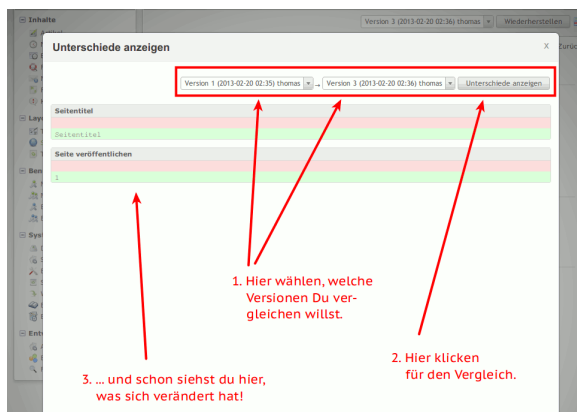 Inhalte
Version 3 (2013-02-20 02:36) thomas
Wiederherstellen
Unterschiede anzeigen
X
Version 1 (2013-02-20 02:35) thomas
→
Version 3 (2013-02-20 02:36) thomas
Unterschiede anzeigen
Seitentitel
Seitentitel
Seite veröffentlichen
1
1. Hier wählen, welche
Versionen Du ver-
gleichen willst.
2. Hier klicken
für den Vergleich.
3. ... und schon siehst du hier,
was sich verändert hat!